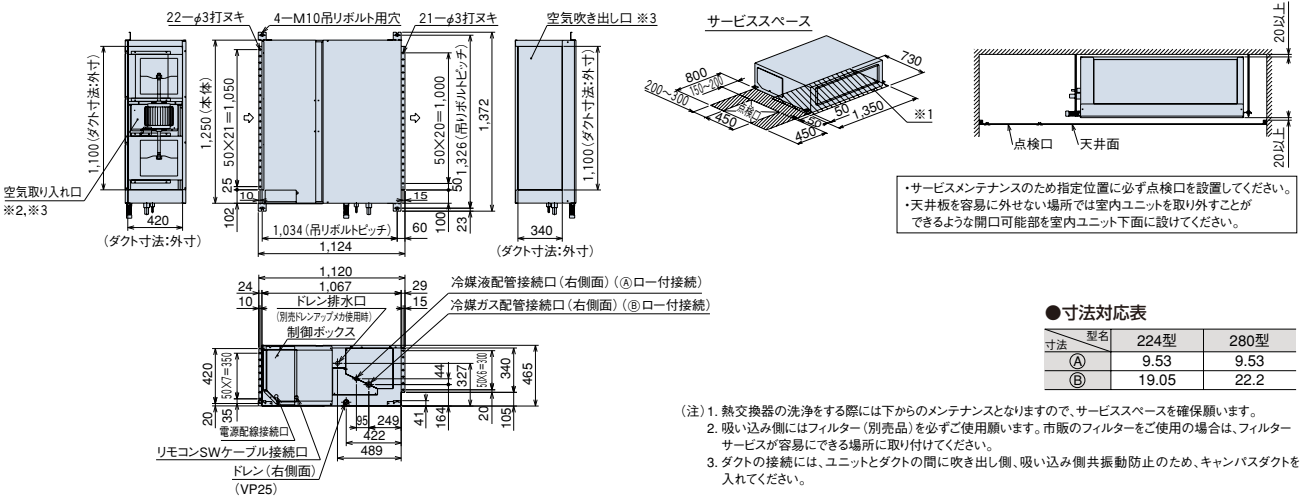 22－φ3打ヌキ
4－M10吊リボルト用穴
21－φ3打ヌキ
空気吹き出し口 ※3
1,100(ダクト寸法:外寸)
1,250(本体)
50×21＝1,050
50×20＝1,000
1,326(吊リボルトピッチ)
1,372
1,100(ダクト寸法:外寸)
空気取り入れ口
※2,※3
420
(ダクト寸法:外寸)
25
10
102
50
15
100
23
1,034(吊リボルトピッチ)
60
1,124
340
(ダクト寸法:外寸)
サービススペース
730
800
150～200
200～300
450
点検口
450
50
50
1,350
※1
20以上
点検口
天井面
20以上
・サービスメンテナンスのため指定位置に必ず点検口を設置してください。
・天井板を容易に外せない場所では室内ユニットを取り外すことが
できるような開口可能部を室内ユニット下面に設けてください。
1,120
24
1,067
29
10
15
ドレン排水口
(別売ドレンアップメカ使用時)
制御ボックス
冷媒液配管接続口(右側面)(Ⓐロー付接続)
冷媒ガス配管接続口(右側面)(Ⓑロー付接続)
420
50×7＝350
20
35
44
327
50×6＝300
340
465
41
164
20
105
95
249
422
489
電源配線接続口
リモコンSWケーブル接続口
ドレン(右側面)
(VP25)
●寸法対応表
寸法 型名 224型 280型
Ⓐ 9.53 9.53
Ⓑ 19.05 22.2
(注)1. 熱交換器の洗浄をする際には下からのメンテナンスとなりますので、サービススペースを確保願います。
2. 吸い込み側にはフィルター(別売品)を必ずご使用願います。市販のフィルターをご使用の場合は、フィルター
サービスが容易にできる場所に取り付けてください。
3. ダクトの接続には、ユニットとダクトの間に吹き出し側、吸い込み側共振動防止のため、キャンバスダクトを
入れてください。